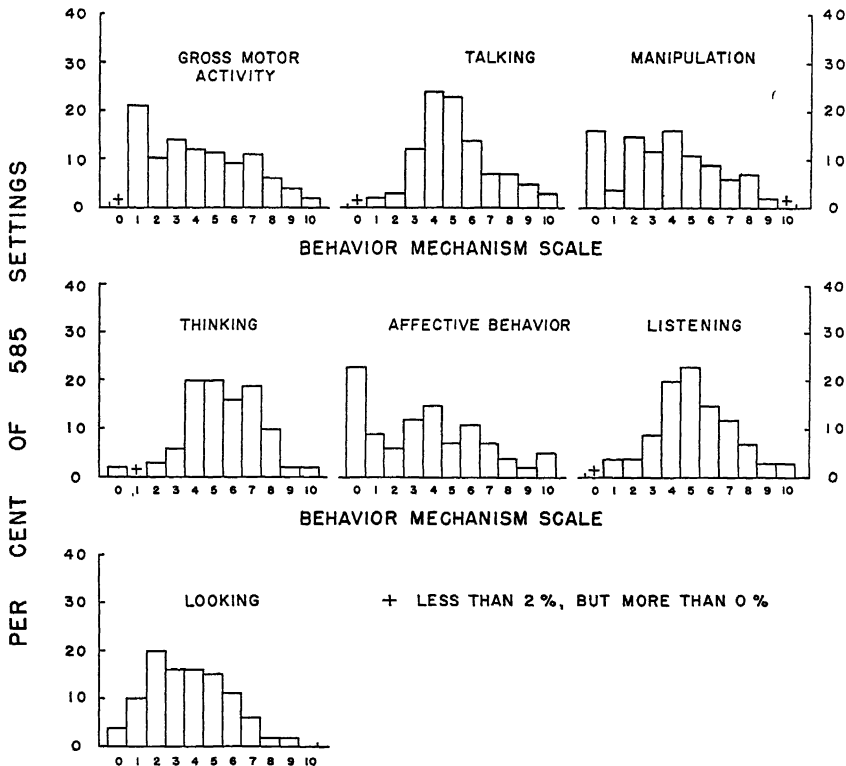 40 40
GROSS MOTOR ACTIVITY TALKING MANIPULATION
30 30
20 20
10 10
0 + + + 0
0 1 2 3 4 5 6 7 8 9 10 0 1 2 3 4 5 6 7 8 9 10 0 1 2 3 4 5 6 7 8 9 10
BEHAVIOR MECHANISM SCALE
PER CENT OF 585 SETTINGS
40 40
THINKING AFFECTIVE BEHAVIOR LISTENING
30 30
20 20
10 10
0 + + 0
0 1 2 3 4 5 6 7 8 9 10 0 1 2 3 4 5 6 7 8 9 10 0 1 2 3 4 5 6 7 8 9 10
BEHAVIOR MECHANISM SCALE
40
30 LOOKING + LESS THAN 2%, BUT MORE THAN 0%
20
10
0
0 1 2 3 4 5 6 7 8 9 10